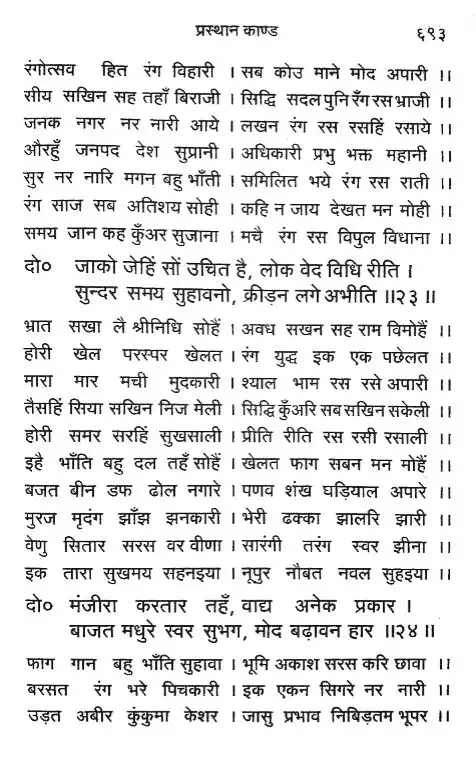 प्रस्थान काण्ड ६९३
रंगोत्सव हित रंग विहारी । सब कोउ माने मोद अपारी ।।
सीय सखिन सह तहाँ बिराजी । सिद्धि सदल पुनि रँग रस भ्राजी ।।
जनक नगर नर नारी आये । लखन रंग रस रसहिं रसाये ।।
औरहुँ जनपद देश सुप्रानी । अधिकारी प्रभु भक्त महानी ।।
सुर नर नारि मगन बहु भाँती । समिलित भये रंग रस राती ।।
रंग साज सब अतिशय सोही । कहि न जाय देखत मन मोही ।।
समय जान कह कुँअर सुजाना । मचै रंग रस विपुल विधाना ।।
दो० जाको जेहिं सों उचित है, लोक वेद विधि रीति ।
सुन्दर समय सुहावनो, क्रीड़न लगे अभीति ।।२३।।
भ्रात सखा लै श्रीनिधि सोहैं । अवध सखन सह राम विमोहैं ।।
होरी खेल परस्पर खेलत । रंग युद्ध इक एक पछेलत ।।
मारा मार मची मुदकारी । श्याल भाम रस रसे अपारी ।।
तैसहिं सिया सखिन निज मेली । सिद्धि कुँअरि सब सखिन सकेली ।।
होरी समर सरहिं सुखसाली । प्रीति रीति रस रसी रसाली ।।
इहै भाँति बहु दल तहँ सोहैं । खेलत फाग सबन मन मोहैं ।।
बजत बीन डफ ढोल नगारे । पणव शंख घड़ियाल अपारे ।।
मुरज मृदंग झाँझ झनकारी । भेरी ढक्का झालरि झारी ।।
वेणु सितार सरस वर वीणा । सारंगी तरंग स्वर झीना ।।
इक तारा सुखमय सहनइया । नूपुर नौबत नवल सुहइया ।।
दो० मंजीरा करतार तहँ, वाद्य अनेक प्रकार ।
बाजत मधुरे स्वर सुभग, मोद बढ़ावन हार ।।२४।।
फाग गान बहु भाँति सुहावा । भूमि अकाश सरस करि छावा ।।
बरसत रंग भरे पिचकारी । इक एकन सिगरे नर नारी ।।
उड़त अबीर कुंकुमा केशर । जासु प्रभाव निबिड़तम भूपर ।।